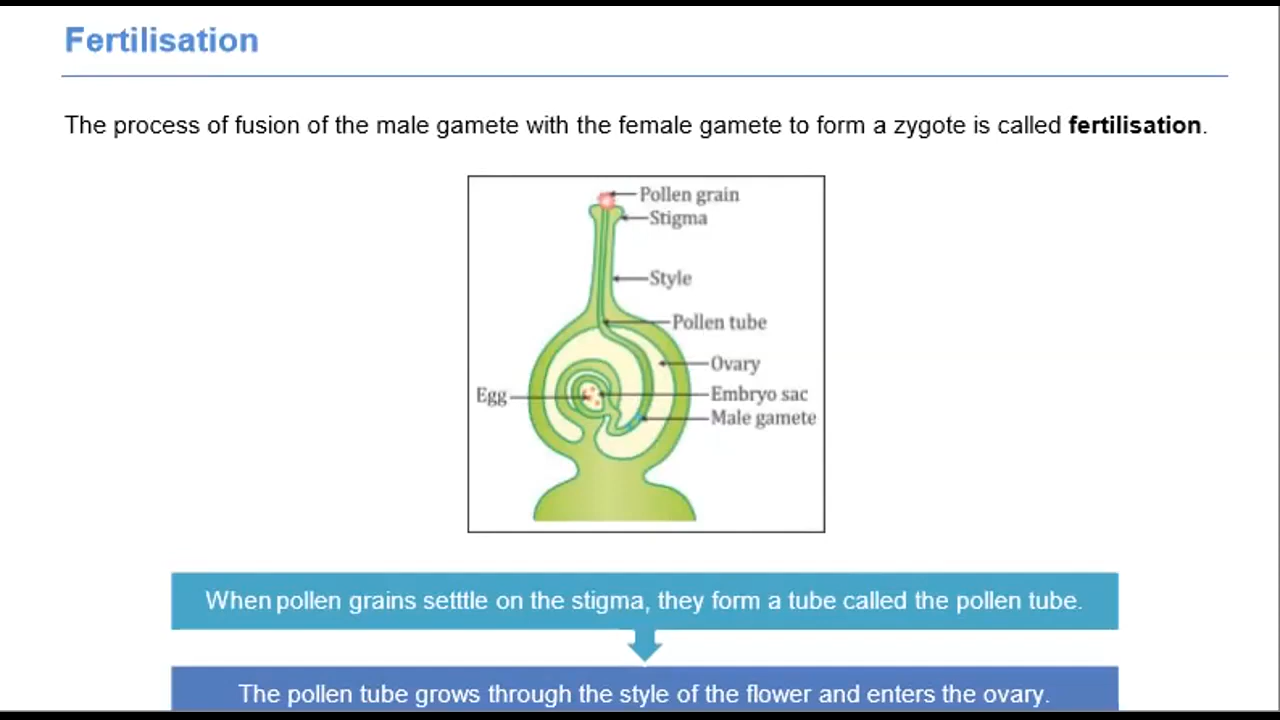 Fertilisation
The process of fusion of the male gamete with the female gamete to form a zygote is called fertilisation.
Pollen grain
Stigma
Style
Pollen tube
Ovary
Egg
Embryo sac
Male gamete
When pollen grains setttle on the stigma, they form a tube called the pollen tube.
The pollen tube grows through the style of the flower and enters the ovary.